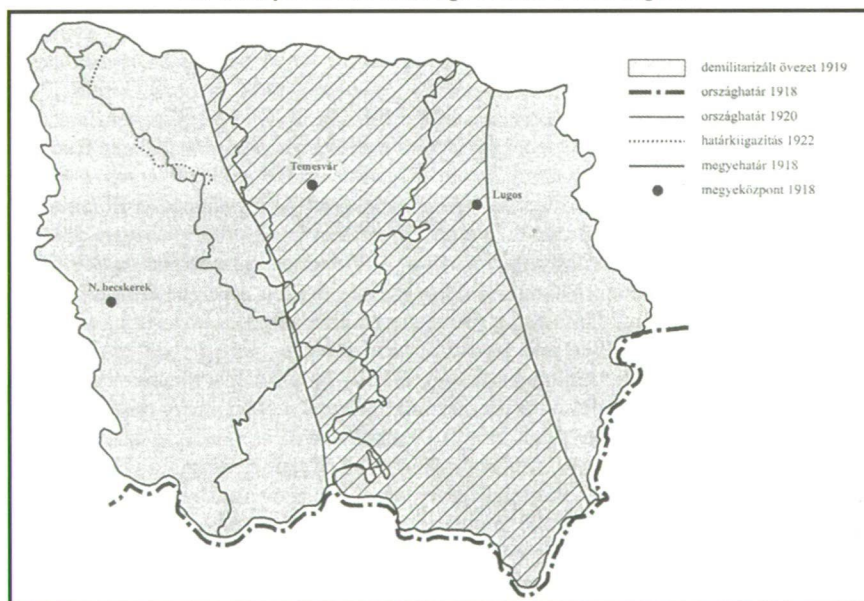 demilitarizált övezet 1919
országhatár 1918
országhatár 1920
határkiigazítás 1922
megyehatár 1918
megyeközpont 1918
Temesvár
Lugos
N. becskerek